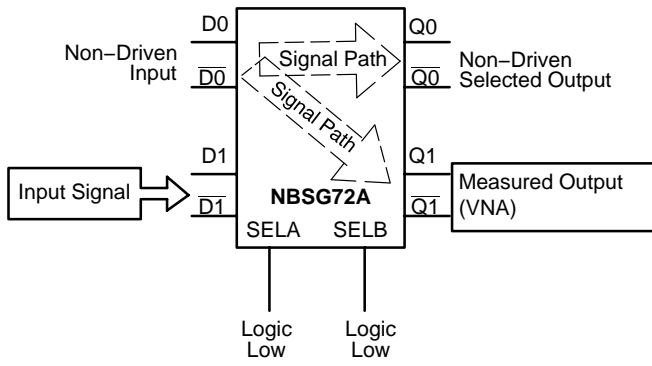 D0
Non–Driven
Input
D0
Signal Path
Signal Path
Q0
Q0
Non–Driven
Selected Output
D1
Input Signal
D1
NBSG72A
SELA SELB
Q1
Q1
Measured Output
(VNA)
Logic
Low
Logic
Low